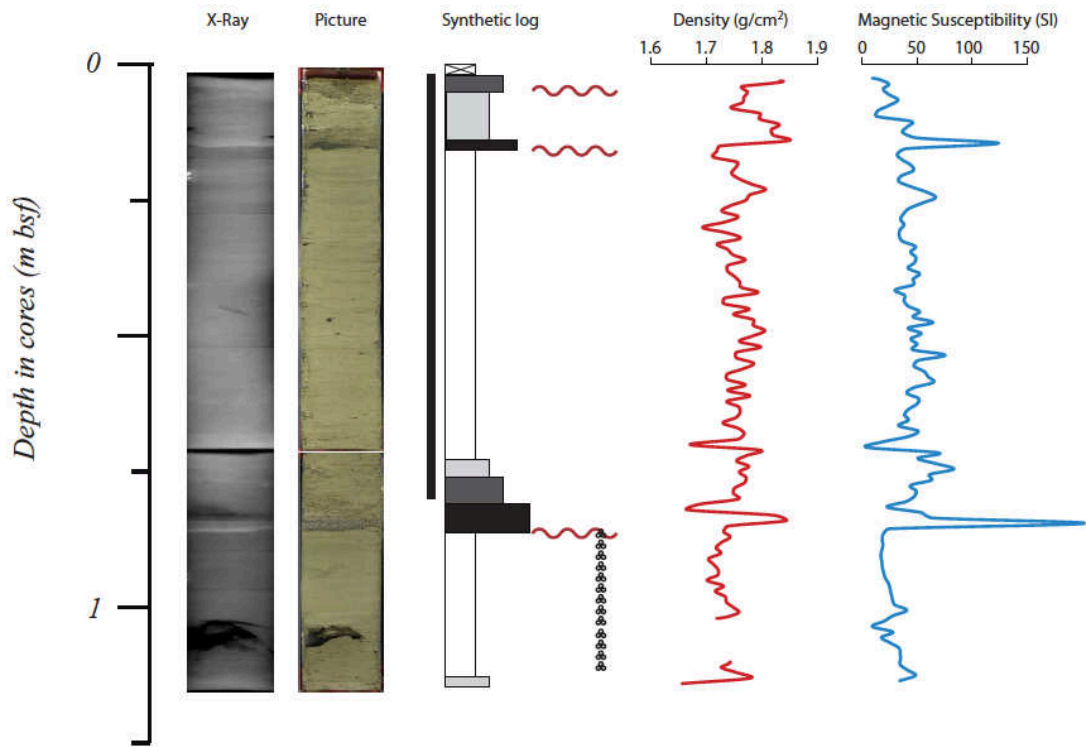 X-Ray
Picture
Synthetic log
Density (g/cm²)
Magnetic Susceptibility (SI)
1.6 1.7 1.8 1.9
0 50 100 150
0
Depth in cores (m bsf)
1